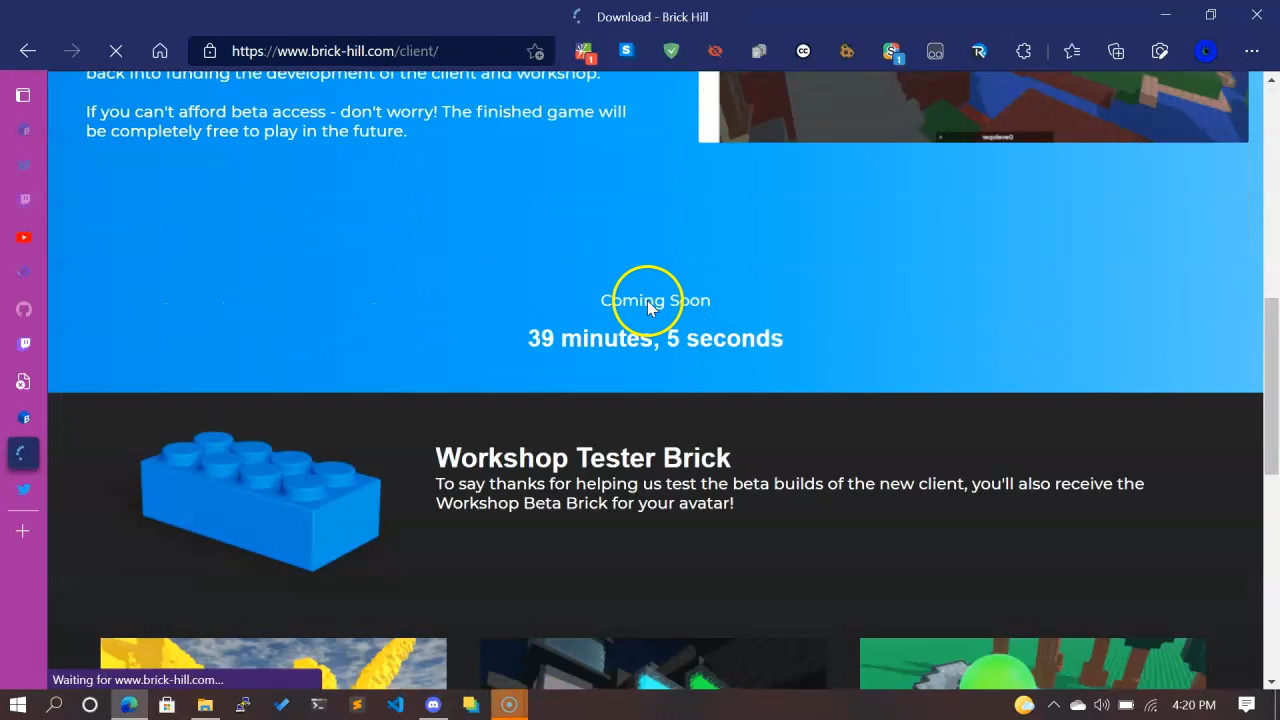 Download - Brick Hill
https://www.brick-hill.com/client/
1
1
back into funding the development of the client and workshop.
If you can't afford beta access - don't worry! The finished game will
be completely free to play in the future.
Developer
Coming Soon
39 minutes, 5 seconds
Workshop Tester Brick
To say thanks for helping us test the beta builds of the new client, you'll also receive the
Workshop Beta Brick for your avatar!
Waiting for www.brick-hill.com...
4:20 PM